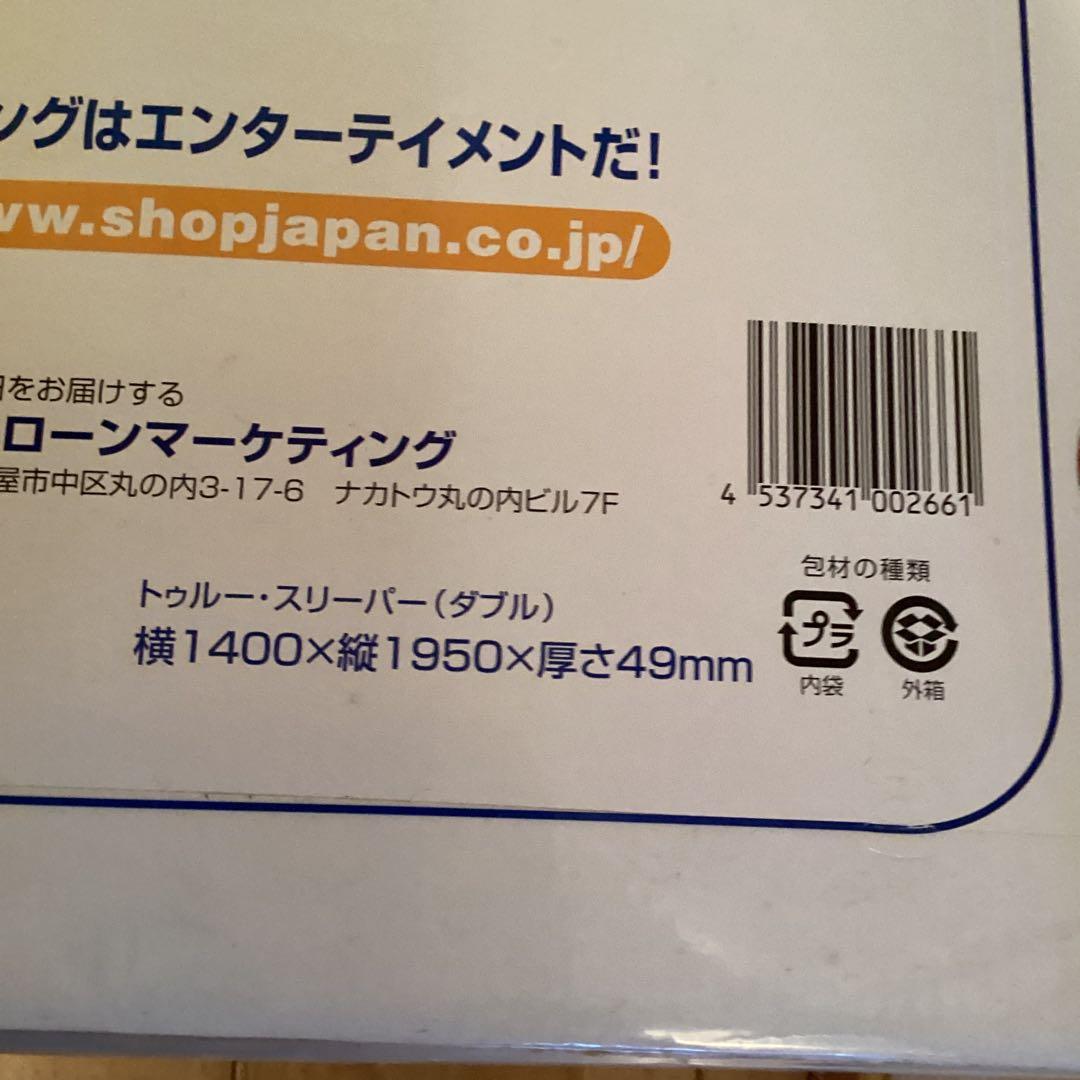 ングはエンターテイメントだ!
ww.shopjapan.co.jp/
をお届けする
ローンマーケティング
屋市中区丸の内3-17-6 ナカトウ丸の内ビル7F
4 537341 002661
包材の種類
プラ
内袋 外箱
トゥルー・スリーパー(ダブル)
横1400×縦1950×厚さ49mm